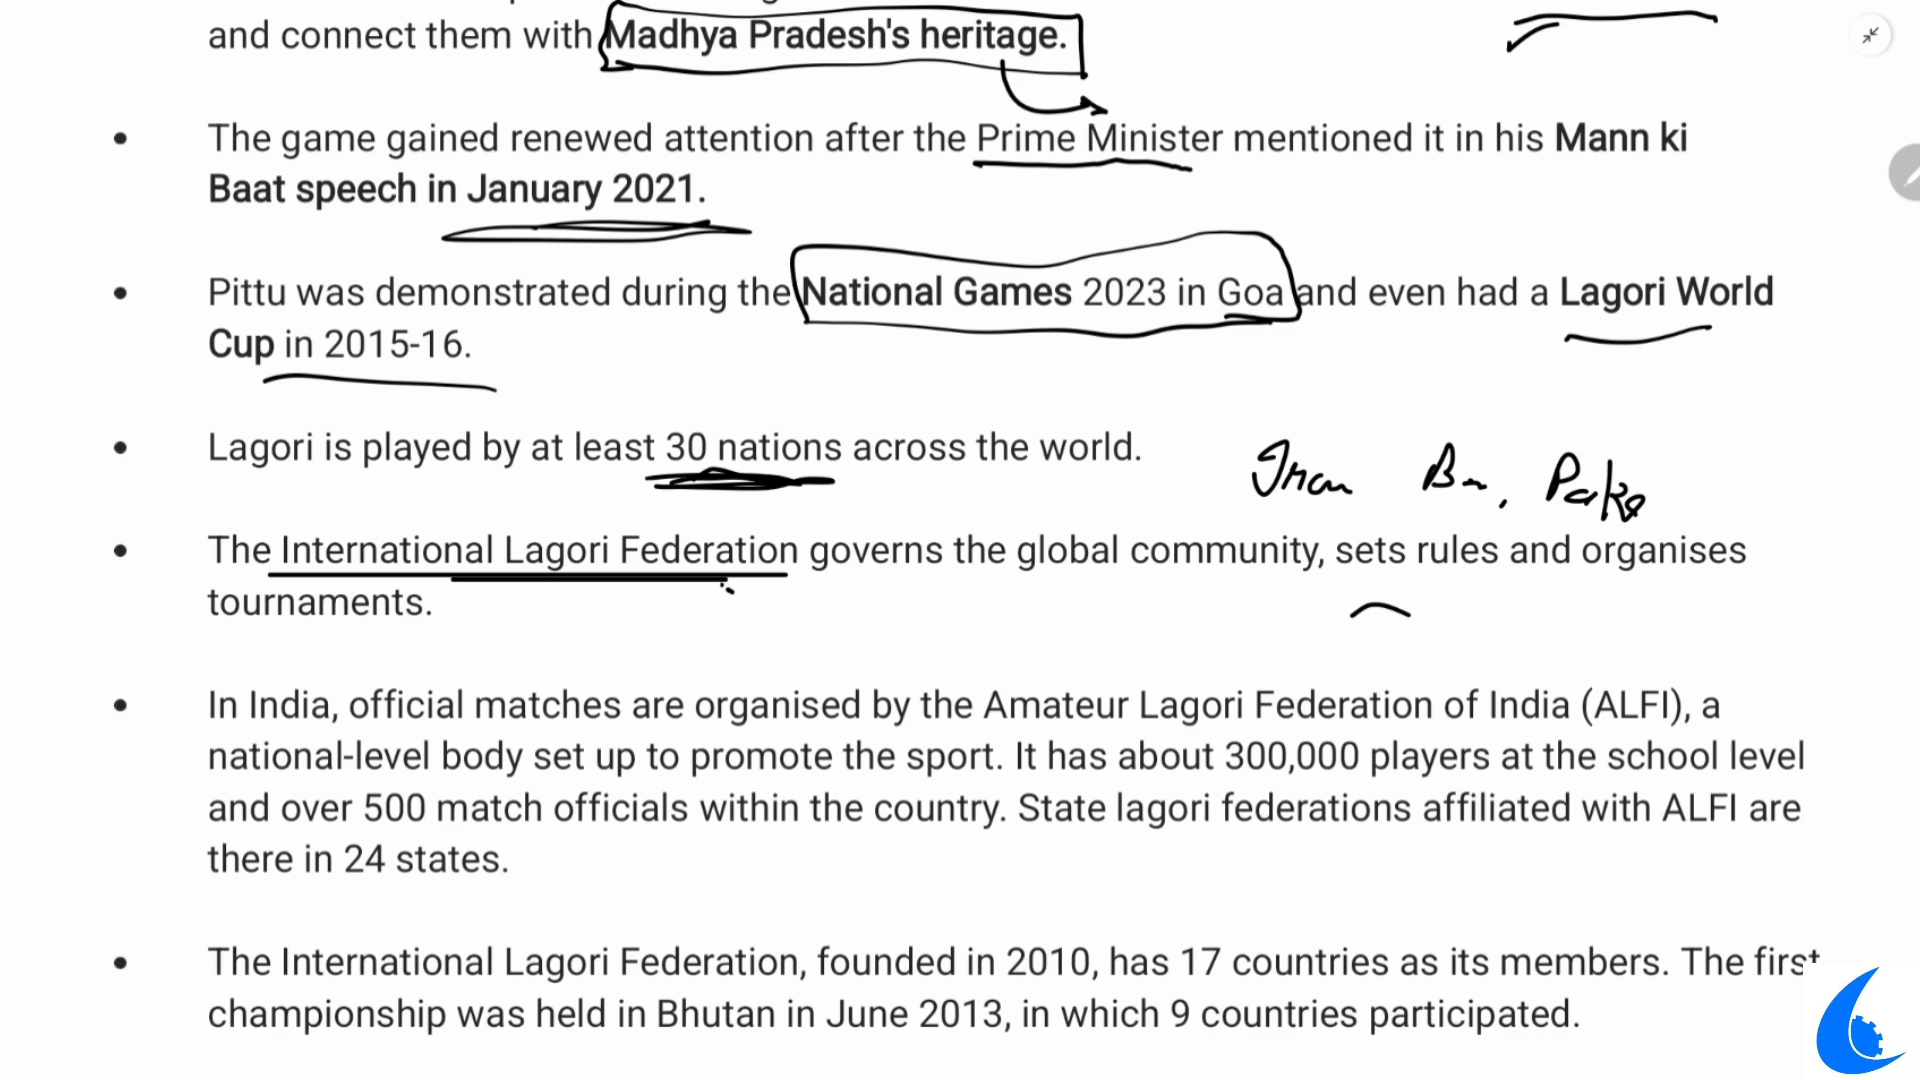 and connect them with Madhya Pradesh's heritage.
• The game gained renewed attention after the Prime Minister mentioned it in his Mann ki
Baat speech in January 2021.
• Pittu was demonstrated during the National Games 2023 in Goa and even had a Lagori World
Cup in 2015-16.
• Lagori is played by at least 30 nations across the world.
• The International Lagori Federation governs the global community, sets rules and organises
tournaments.
• In India, official matches are organised by the Amateur Lagori Federation of India (ALFI), a
national-level body set up to promote the sport. It has about 300,000 players at the school level
and over 500 match officials within the country. State lagori federations affiliated with ALFI are
there in 24 states.
• The International Lagori Federation, founded in 2010, has 17 countries as its members. The first
championship was held in Bhutan in June 2013, in which 9 countries participated.